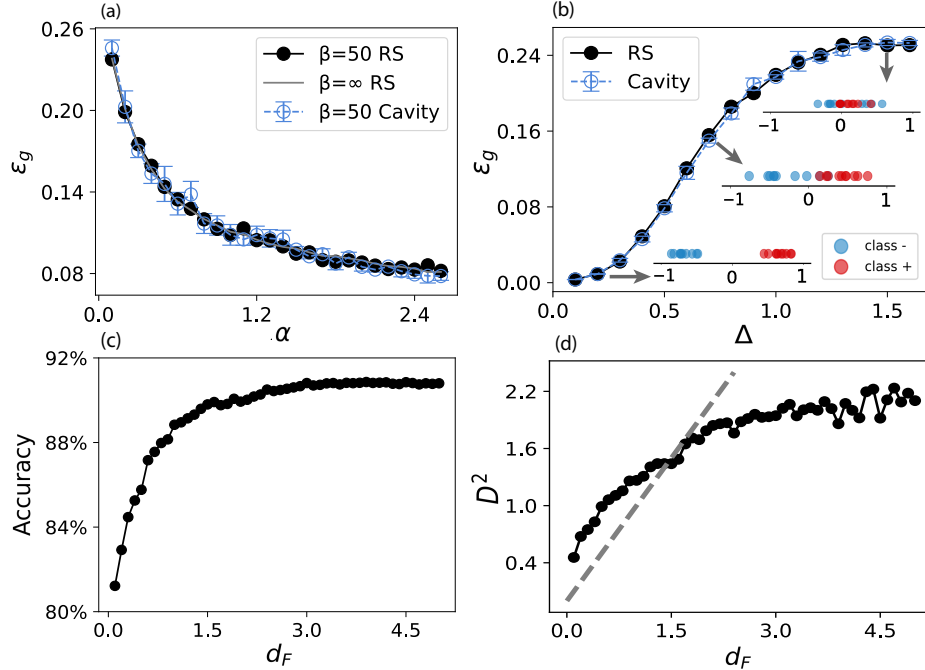 (a)
0.26
0.20
0.14
0.08
ε_g
0.0
1.2
2.4
α
β=50 RS
β=∞ RS
β=50 Cavity
(b)
0.24
0.16
0.08
0.00
ε_g
0.0
0.5
1.0
1.5
Δ
RS
Cavity
−1
0
1
-1
0
1
-1
0
1
class -
class +
(c)
92%
88%
84%
80%
Accuracy
0.0
1.5
3.0
4.5
d_F
(d)
2.2
1.6
1.0
0.4
D²
0.0
1.5
3.0
4.5
d_F